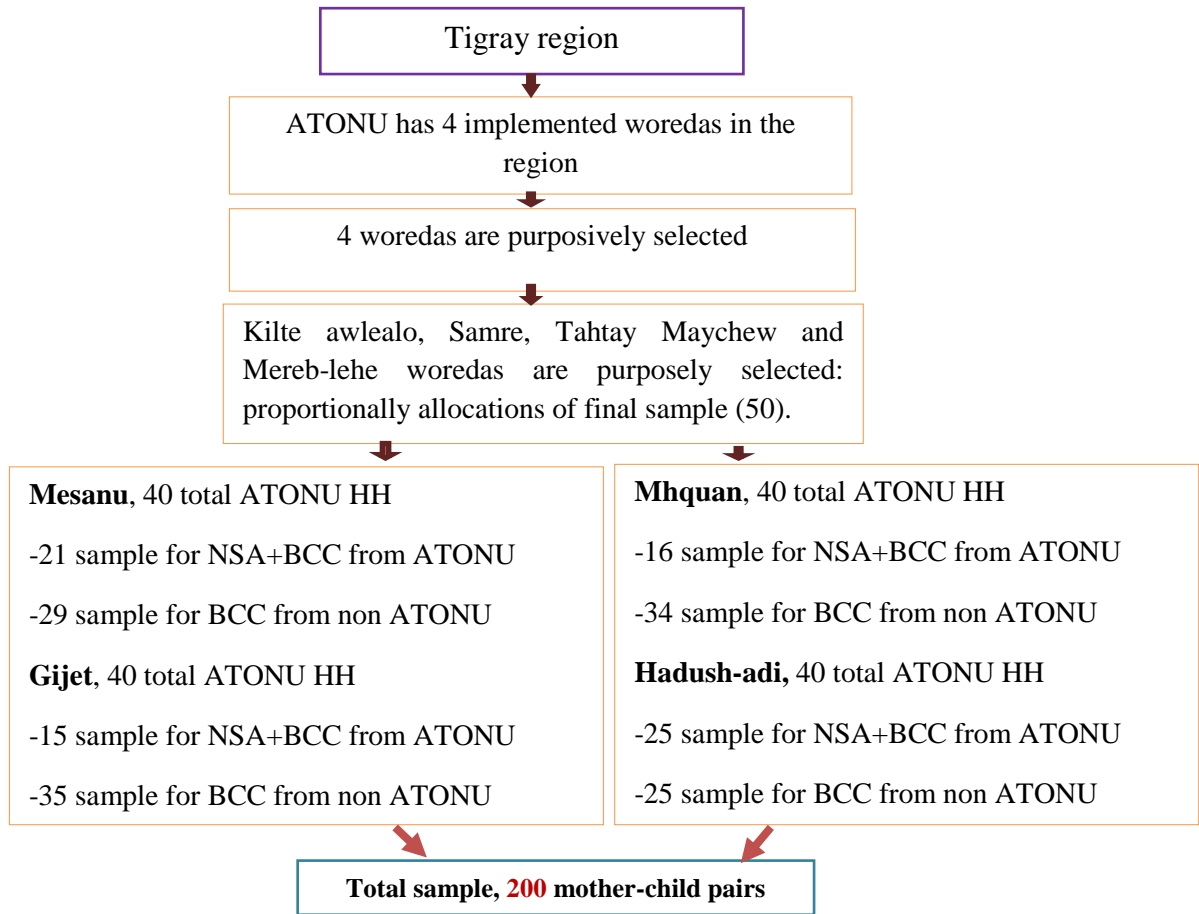 Tigray region
ATONU has 4 implemented woredas in the
region
4 woredas are purposively selected
Kilte awlealo, Samre, Tahtay Maychew and
Mereb-lehe woredas are purposely selected:
proportionally allocations of final sample (50).
Mesanu, 40 total ATONU HH
-21 sample for NSA+BCC from ATONU
-29 sample for BCC from non ATONU
Gijet, 40 total ATONU HH
-15 sample for NSA+BCC from ATONU
-35 sample for BCC from non ATONU
Mhquan, 40 total ATONU HH
-16 sample for NSA+BCC from ATONU
-34 sample for BCC from non ATONU
Hadush-adi, 40 total ATONU HH
-25 sample for NSA+BCC from ATONU
-25 sample for BCC from non ATONU
Total sample, 200 mother-child pairs